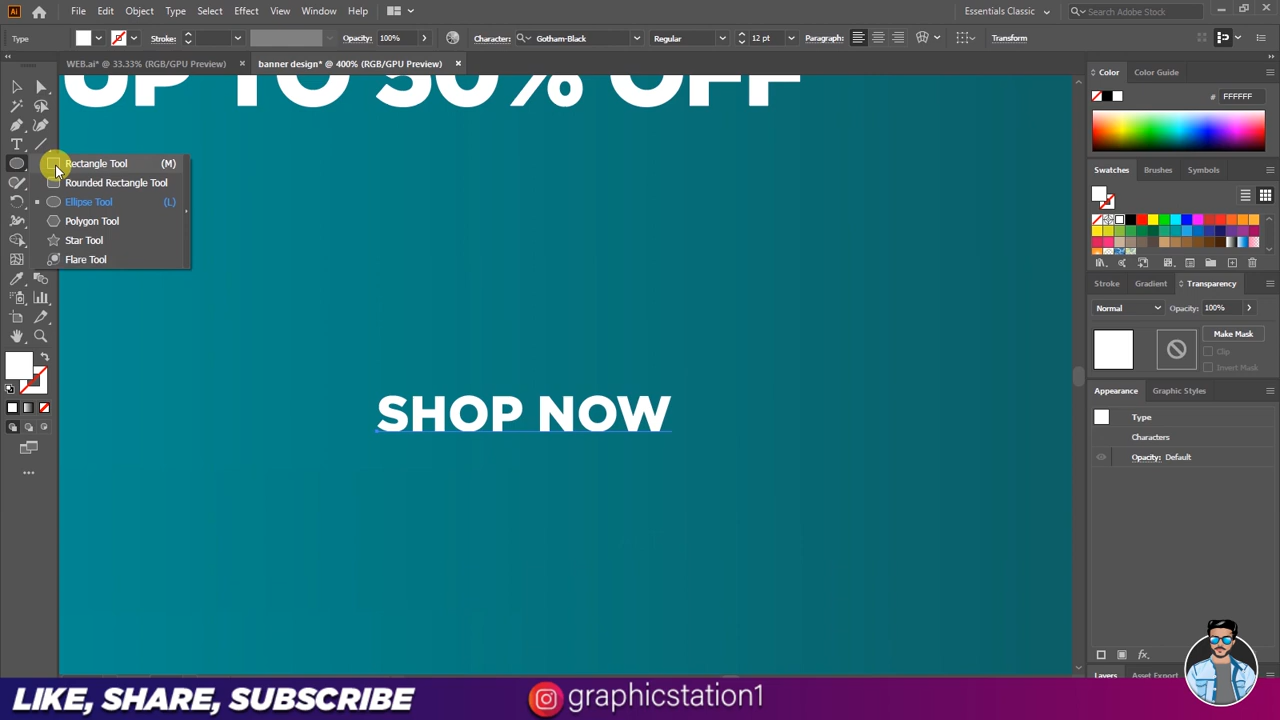 Ai File Edit Object Type Select Effect View Window Help Essentials Classic Search Adobe Stock
Type Stroke: Opacity: 100% Character: Gotham-Black Regular 12 pt Paragraph: Transform
WEB.ai* @ 33.33% (RGB/GPU Preview) × banner design* @ 400% (RGB/GPU Preview) ×
Color Color Guide
# FFFFFF
UP TO 50% OFF
Rectangle Tool (M)
Rounded Rectangle Tool
Ellipse Tool (L)
Polygon Tool
Star Tool
Flare Tool
Swatches Brushes Symbols
Stroke Gradient Transparency
Normal Opacity: 100%
Make Mask
Clip
Invert Mask
Appearance Graphic Styles
Type
Characters
Opacity: Default
SHOP NOW
fx
Layers Asset Export
LIKE, SHARE, SUBSCRIBE
graphicstation1